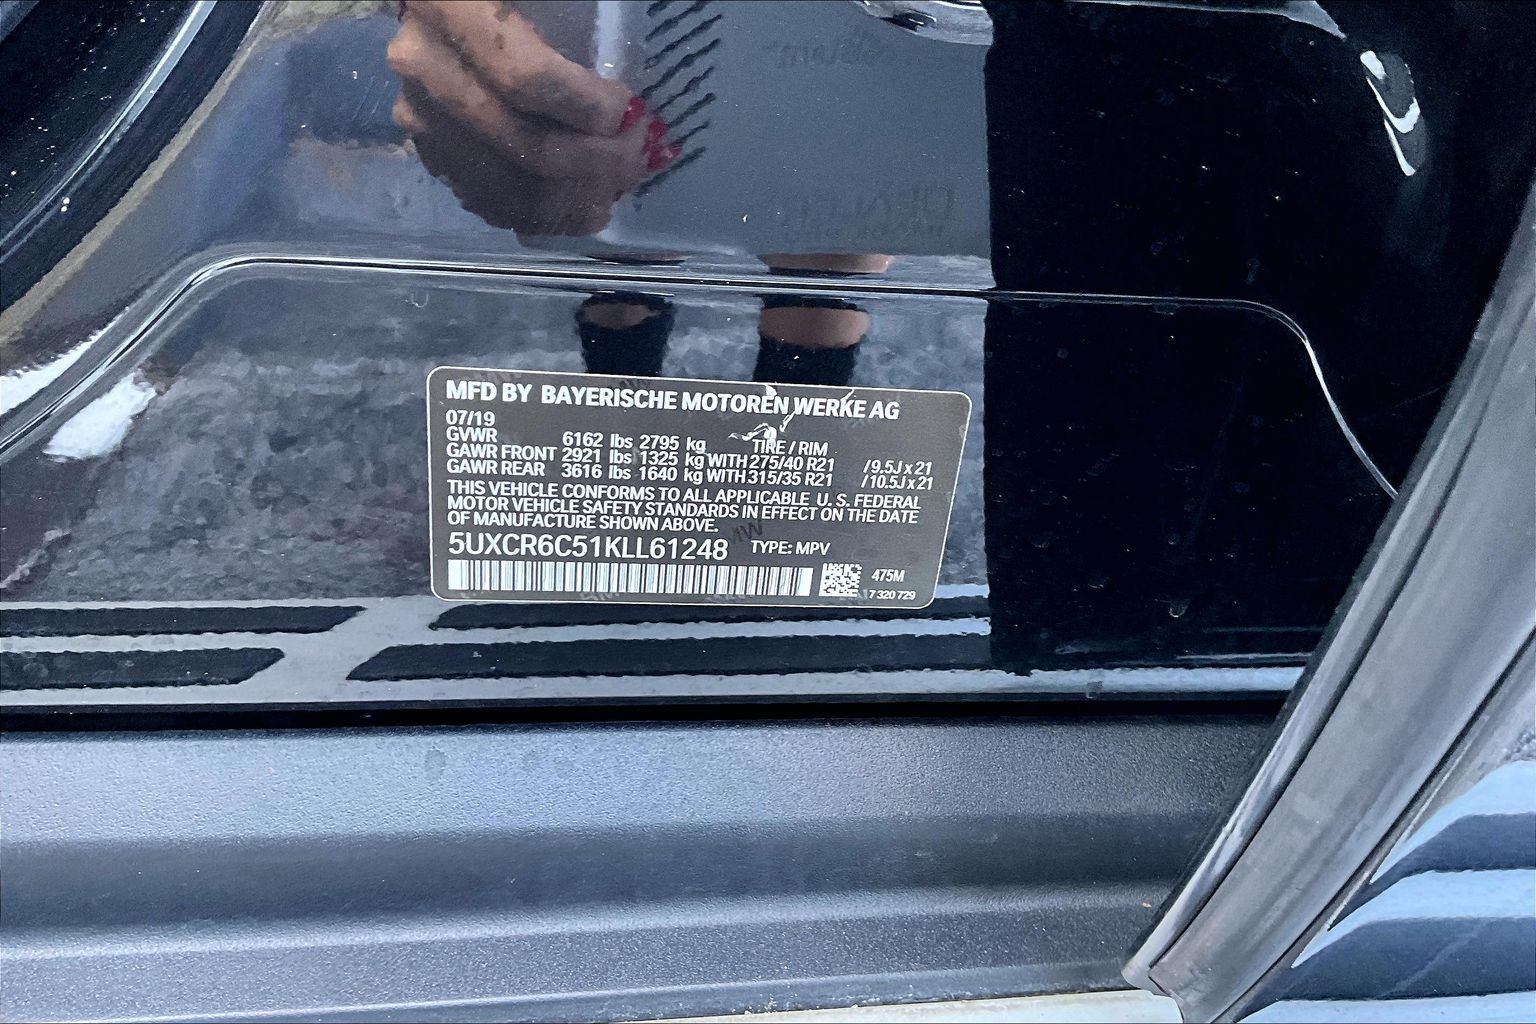 MFD BY BAYERISCHE MOTOREN WERKE AG
07/19
GVWR 6162 lbs 2795 kg TIRE / RIM
GAWR FRONT 2921 lbs 1325 kg WITH 275/40 R21 /9.5J x 21
GAWR REAR 3616 lbs 1640 kg WITH 315/35 R21 /10.5J x 21
THIS VEHICLE CONFORMS TO ALL APPLICABLE U. S. FEDERAL
MOTOR VEHICLE SAFETY STANDARDS IN EFFECT ON THE DATE
OF MANUFACTURE SHOWN ABOVE.
5UXCR6C51KLL61248 TYPE: MPV
475M
7 320 729